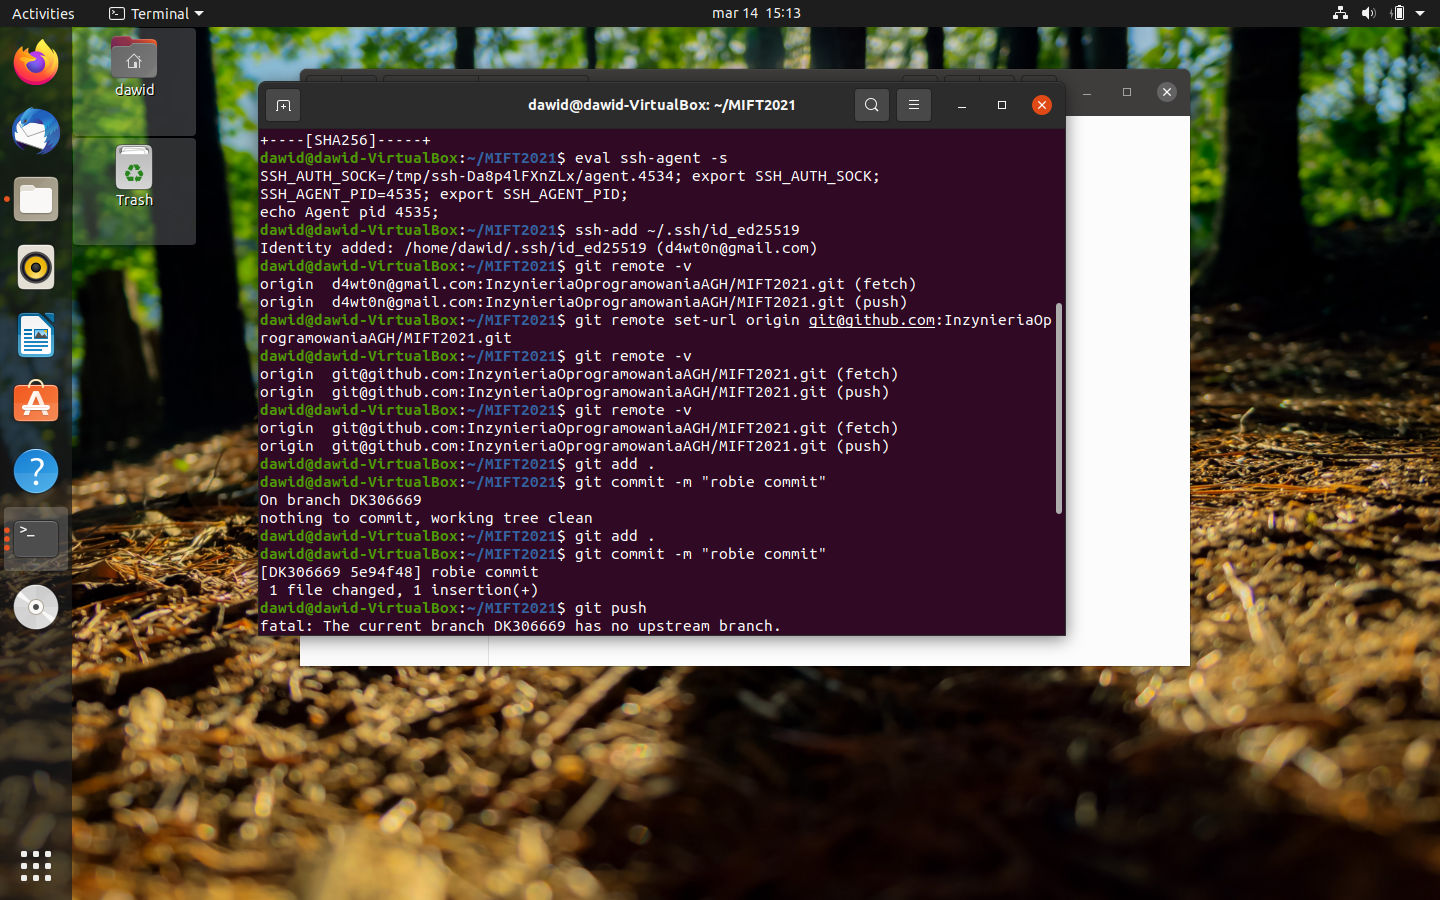 Activities
Terminal
mar 14 15:13
dawid
Trash
dawid@dawid-VirtualBox: ~/MIFT2021
+----[SHA256]-----+
dawid@dawid-VirtualBox:~/MIFT2021$ eval ssh-agent -s
SSH_AUTH_SOCK=/tmp/ssh-Da8p4lFXnZLx/agent.4534; export SSH_AUTH_SOCK;
SSH_AGENT_PID=4535; export SSH_AGENT_PID;
echo Agent pid 4535;
dawid@dawid-VirtualBox:~/MIFT2021$ ssh-add ~/.ssh/id_ed25519
Identity added: /home/dawid/.ssh/id_ed25519 (d4wt0n@gmail.com)
dawid@dawid-VirtualBox:~/MIFT2021$ git remote -v
origin  d4wt0n@gmail.com:InzynieriaOprogramowaniaAGH/MIFT2021.git (fetch)
origin  d4wt0n@gmail.com:InzynieriaOprogramowaniaAGH/MIFT2021.git (push)
dawid@dawid-VirtualBox:~/MIFT2021$ git remote set-url origin git@github.com:InzynieriaOp
rogramowaniaAGH/MIFT2021.git
dawid@dawid-VirtualBox:~/MIFT2021$ git remote -v
origin  git@github.com:InzynieriaOprogramowaniaAGH/MIFT2021.git (fetch)
origin  git@github.com:InzynieriaOprogramowaniaAGH/MIFT2021.git (push)
dawid@dawid-VirtualBox:~/MIFT2021$ git remote -v
origin  git@github.com:InzynieriaOprogramowaniaAGH/MIFT2021.git (fetch)
origin  git@github.com:InzynieriaOprogramowaniaAGH/MIFT2021.git (push)
dawid@dawid-VirtualBox:~/MIFT2021$ git add .
dawid@dawid-VirtualBox:~/MIFT2021$ git commit -m "robie commit"
On branch DK306669
nothing to commit, working tree clean
dawid@dawid-VirtualBox:~/MIFT2021$ git add .
dawid@dawid-VirtualBox:~/MIFT2021$ git commit -m "robie commit"
[DK306669 5e94f48] robie commit
 1 file changed, 1 insertion(+)
dawid@dawid-VirtualBox:~/MIFT2021$ git push
fatal: The current branch DK306669 has no upstream branch.